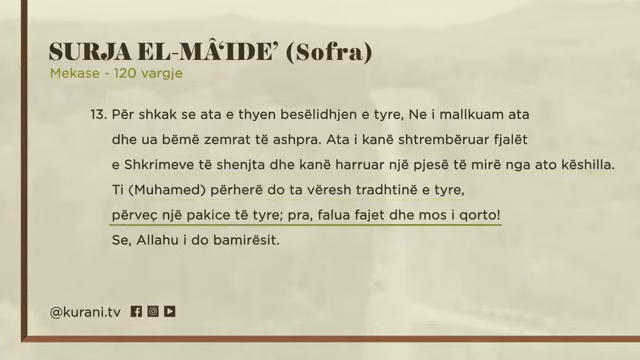 SURJA EL-MÂ‘IDE’ (Sofra)
Mekase - 120 vargje
13. Për shkak se ata e thyen besëlidhjen e tyre, Ne i mallkuam ata
dhe ua bëmë zemrat të ashpra. Ata i kanë shtrembëruar fjalët
e Shkrimeve të shenjta dhe kanë harruar një pjesë të mirë nga ato këshilla.
Ti (Muhamed) përherë do ta vëresh tradhtinë e tyre,
përveç një pakice të tyre; pra, falua fajet dhe mos i qorto!
Se, Allahu i do bamirësit.
@kurani.tv